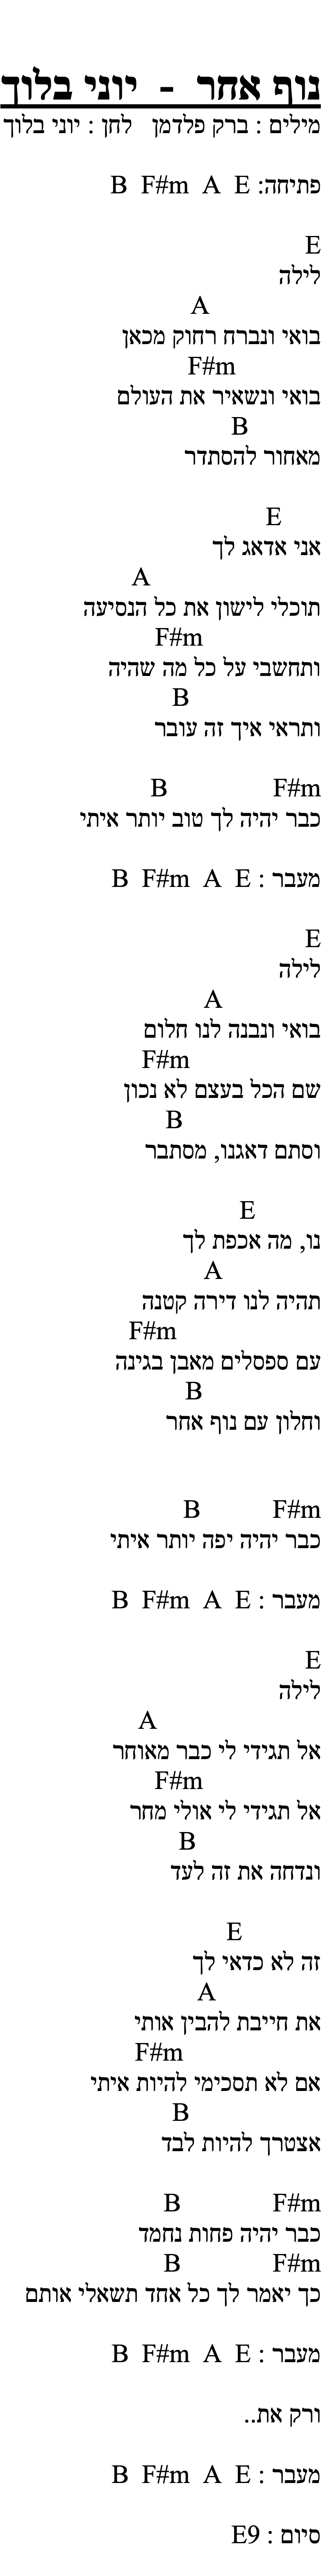 נוף אחר - יוני בלוך
מילים : ברק פלדמן לחן : יוני בלוך
פתיחה: B F#m A E
E
לילה
A
בואי ונברח רחוק מכאן
F#m
בואי ונשאיר את העולם
B
מאחור להסתדר
E
אני אדאג לך
A
תוכלי לישון את כל הנסיעה
F#m
ותחשבי על כל מה שהיה
B
ותראי איך זה עובר
B F#m
כבר יהיה לך טוב יותר איתי
מעבר : B F#m A E
E
לילה
A
בואי ונבנה לנו חלום
F#m
שם הכל בעצם לא נכון
B
וסתם דאגנו, מסתבר
E
נו, מה אכפת לך
A
תהיה לנו דירה קטנה
F#m
עם ספסלים מאבן בגינה
B
וחלון עם נוף אחר
B F#m
כבר יהיה יפה יותר איתי
מעבר : B F#m A E
E
לילה
A
אל תגידי לי כבר מאוחר
F#m
אל תגידי לי אולי מחר
B
ונדחה את זה לעד
E
זה לא כדאי לך
A
את חייבת להבין אותי
F#m
אם לא תסכימי להיות איתי
B
אצטרך להיות לבד
B F#m
כבר יהיה פחות נחמד
B F#m
כך יאמר לך כל אחד תשאלי אותם
מעבר : B F#m A E
ורק את..
מעבר : B F#m A E
סיום : E9